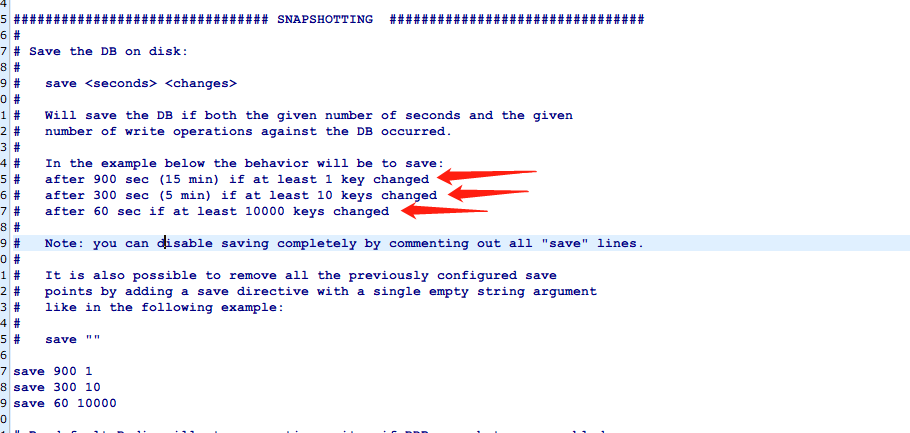 4
5 ################################ SNAPSHOTTING  ################################
6 #
7 # Save the DB on disk:
8 #
9 #   save <seconds> <changes>
0 #
1 #   Will save the DB if both the given number of seconds and the given
2 #   number of write operations against the DB occurred.
3 #
4 #   In the example below the behavior will be to save:
5 #   after 900 sec (15 min) if at least 1 key changed
6 #   after 300 sec (5 min) if at least 10 keys changed
7 #   after 60 sec if at least 10000 keys changed
8 #
9 #   Note: you can disable saving completely by commenting out all "save" lines.
0 #
1 #   It is also possible to remove all the previously configured save
2 #   points by adding a save directive with a single empty string argument
3 #   like in the following example:
4 #
5 #   save ""
6
7 save 900 1
8 save 300 10
9 save 60 10000
0